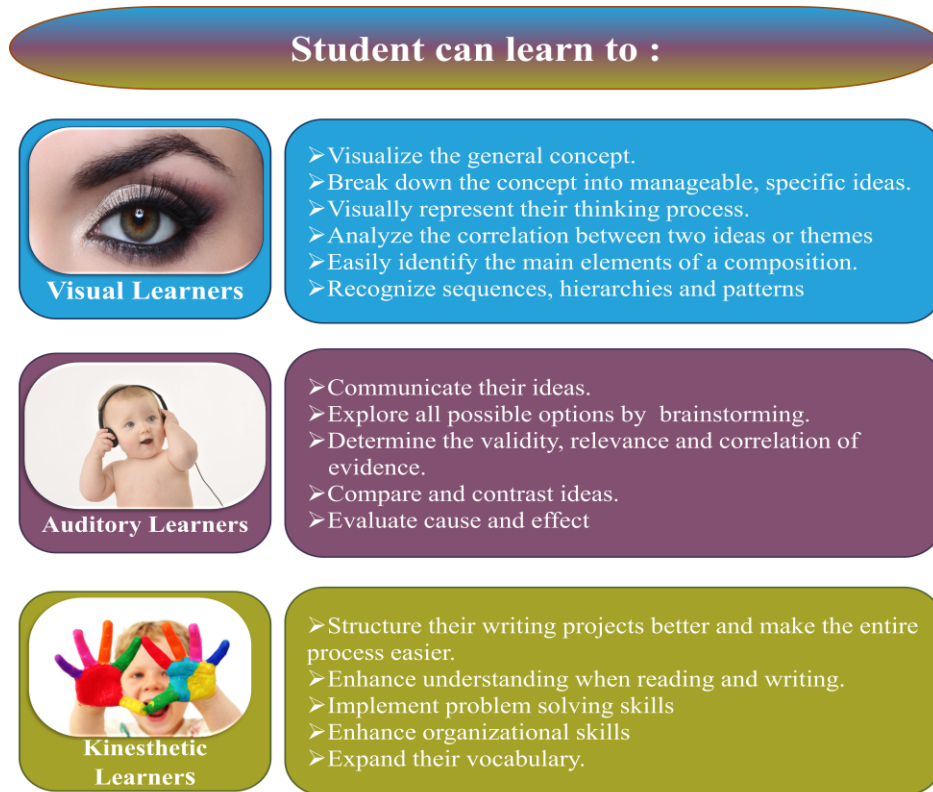 Student can learn to :
Visual Learners
➢Visualize the general concept.
➢Break down the concept into manageable, specific ideas.
➢Visually represent their thinking process.
➢Analyze the correlation between two ideas or themes
➢Easily identify the main elements of a composition.
➢Recognize sequences, hierarchies and patterns
Auditory Learners
➢Communicate their ideas.
➢Explore all possible options by  brainstorming.
➢Determine the validity, relevance and correlation of
evidence.
➢Compare and contrast ideas.
➢Evaluate cause and effect
Kinesthetic
Learners
➢Structure their writing projects better and make the entire
process easier.
➢Enhance understanding when reading and writing.
➢Implement problem solving skills
➢Enhance organizational skills
➢Expand their vocabulary.